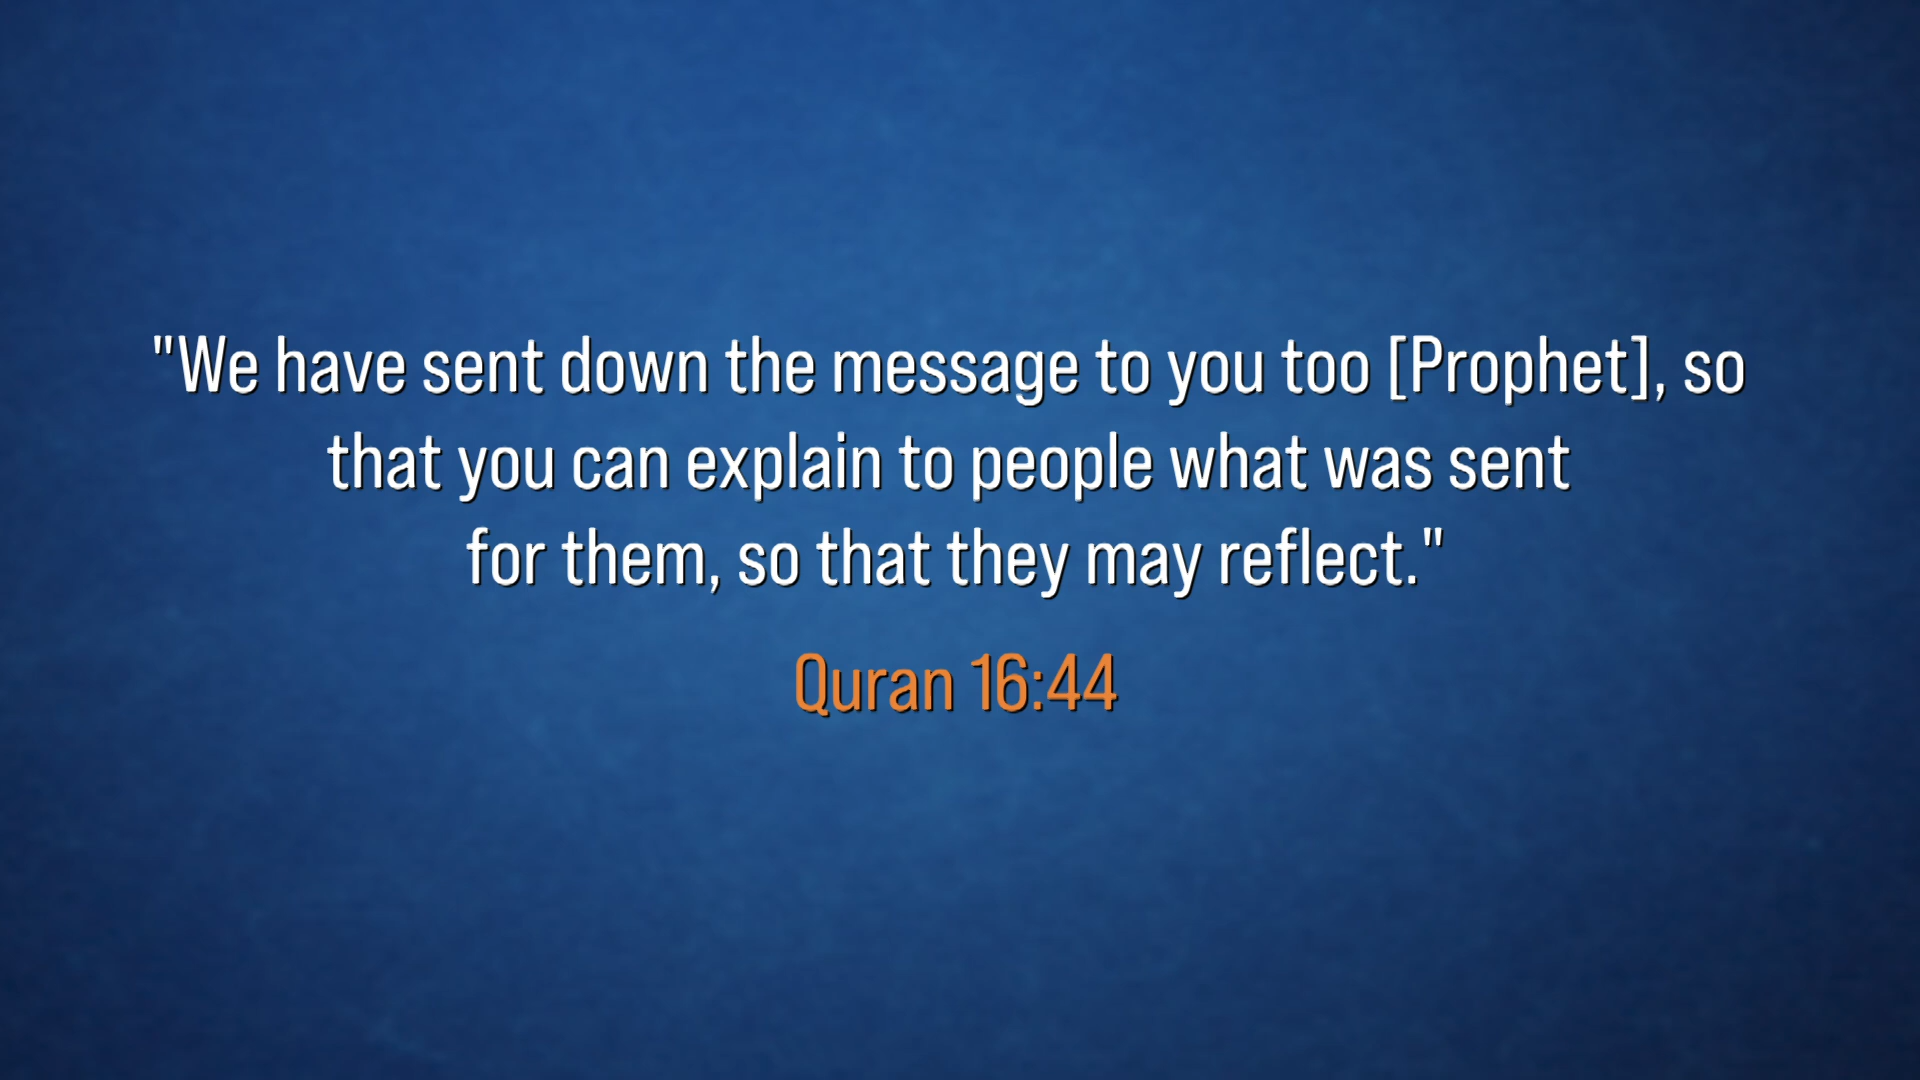 "We have sent down the message to you too [Prophet], so
that you can explain to people what was sent
for them, so that they may reflect."
Quran 16:44